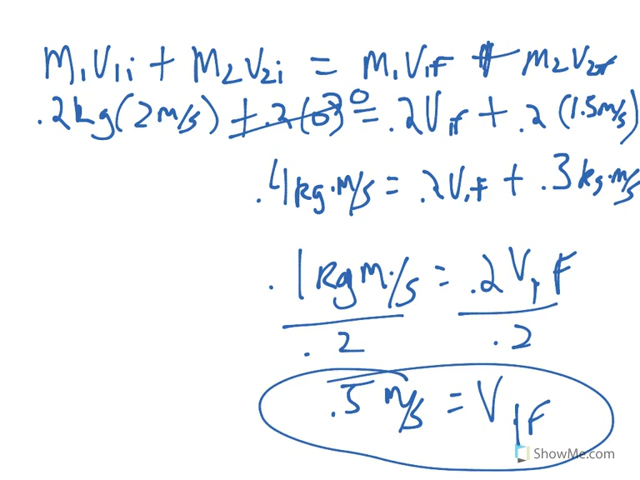 M₁V₁i + M₂V₂i = M₁V₁F + M₂V₂F
.2kg(2m/s) + .2(0)⁰ = .2V₁F + .2(1.5m/s)
.4kg·m/s = .2V₁F + .3kg·m/s
.1kgm/s = .2V₁F
.2 .2
.5 m/s = V₁F
ShowMe.com